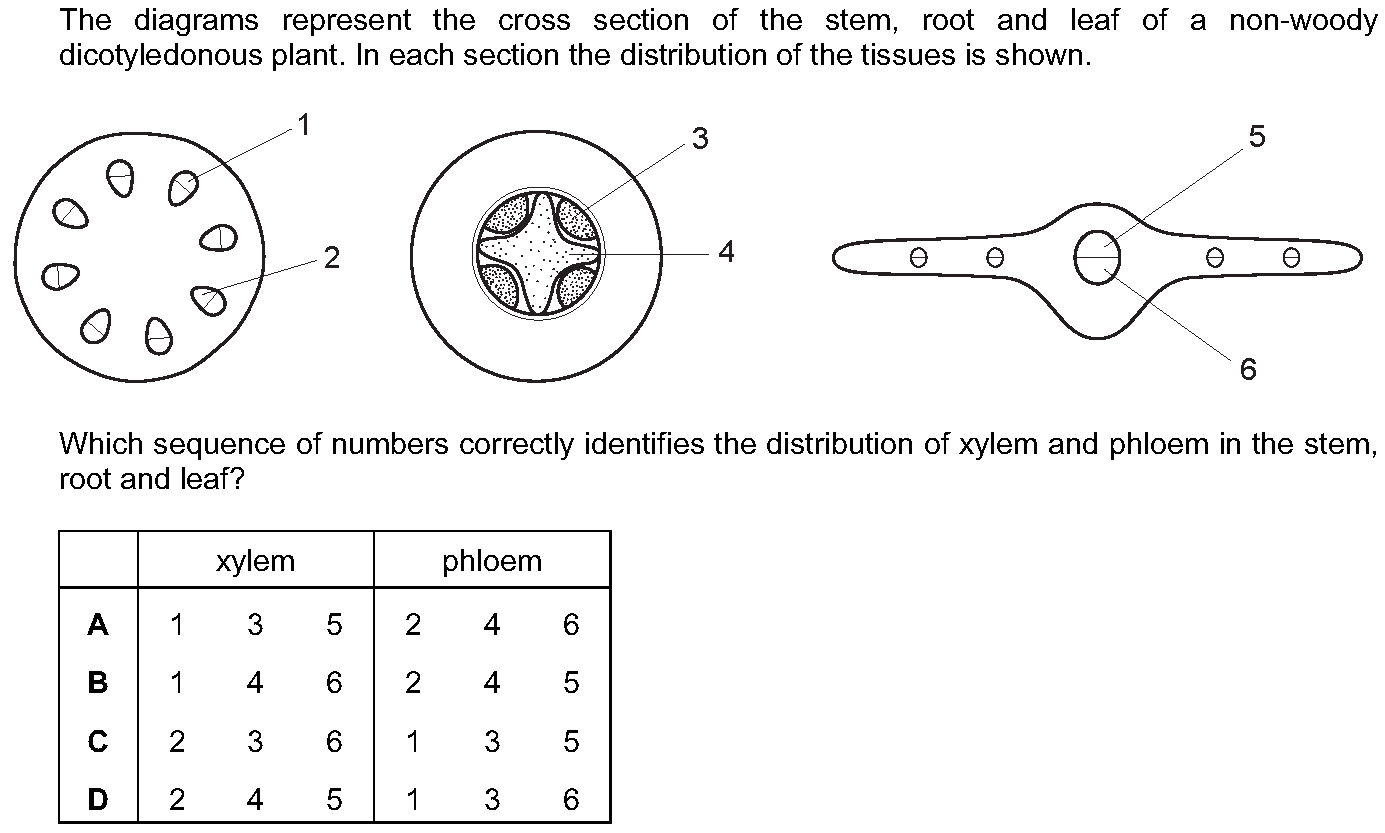 The diagrams represent the cross section of the stem, root and leaf of a non-woody
dicotyledonous plant. In each section the distribution of the tissues is shown.
1
2
3
4
5
6
Which sequence of numbers correctly identifies the distribution of xylem and phloem in the stem,
root and leaf?
xylem phloem
A 1 3 5 2 4 6
B 1 4 6 2 4 5
C 2 3 6 1 3 5
D 2 4 5 1 3 6